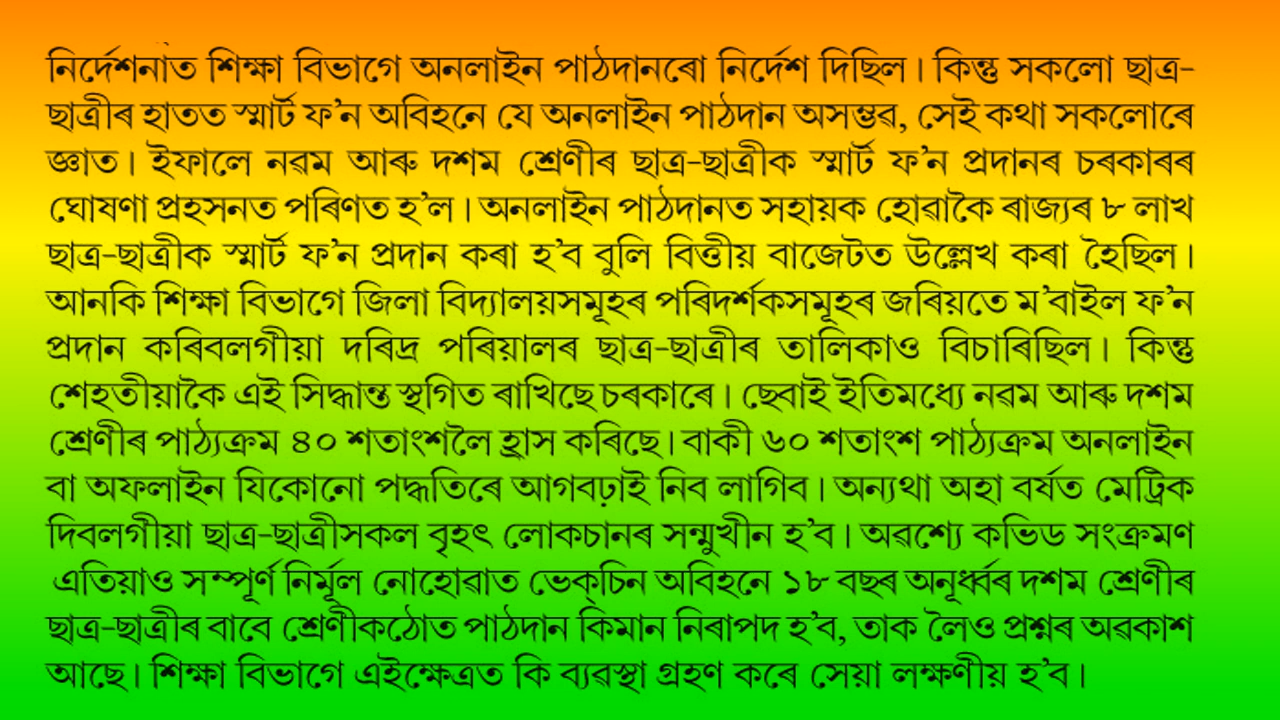 নিৰ্দেশনাত শিক্ষা বিভাগে অনলাইন পাঠদানৰো নিৰ্দেশ দিছিল। কিন্তু সকলো ছাত্ৰ-
ছাত্ৰীৰ হাতত স্মাৰ্ট ফ’ন অবিহনে যে অনলাইন পাঠদান অসম্ভৱ, সেই কথা সকলোৰে
জ্ঞাত। ইফালে নৱম আৰু দশম শ্ৰেণীৰ ছাত্ৰ-ছাত্ৰীক স্মাৰ্ট ফ’ন প্ৰদানৰ চৰকাৰৰ
ঘোষণা প্ৰহসনত পৰিণত হ’ল। অনলাইন পাঠদানত সহায়ক হোৱাকৈ ৰাজ্যৰ ৮ লাখ
ছাত্ৰ-ছাত্ৰীক স্মাৰ্ট ফ’ন প্ৰদান কৰা হ’ব বুলি বিত্তীয় বাজেটত উল্লেখ কৰা হৈছিল।
আনকি শিক্ষা বিভাগে জিলা বিদ্যালয়সমূহৰ পৰিদৰ্শকসমূহৰ জৰিয়তে ম’বাইল ফ’ন
প্ৰদান কৰিবলগীয়া দৰিদ্ৰ পৰিয়ালৰ ছাত্ৰ-ছাত্ৰীৰ তালিকাও বিচাৰিছিল। কিন্তু
শেহতীয়াকৈ এই সিদ্ধান্ত স্থগিত ৰাখিছে চৰকাৰে। ছেবাই ইতিমধ্যে নৱম আৰু দশম
শ্ৰেণীৰ পাঠ্যক্ৰম ৪০ শতাংশলৈ হ্ৰাস কৰিছে। বাকী ৬০ শতাংশ পাঠ্যক্ৰম অনলাইন
বা অফলাইন যিকোনো পদ্ধতিৰে আগবঢ়াই নিব লাগিব। অন্যথা অহা বৰ্ষত মেট্ৰিক
দিবলগীয়া ছাত্ৰ-ছাত্ৰীসকল বৃহৎ লোকচানৰ সন্মুখীন হ’ব। অৱশ্যে কভিড সংক্ৰমণ
এতিয়াও সম্পূৰ্ণ নিৰ্মূল নোহোৱাত ভেক্‌চিন অবিহনে ১৮ বছৰ অনূৰ্ধ্বৰ দশম শ্ৰেণীৰ
ছাত্ৰ-ছাত্ৰীৰ বাবে শ্ৰেণীকঠোত পাঠদান কিমান নিৰাপদ হ’ব, তাক লৈও প্ৰশ্নৰ অৱকাশ
আছে। শিক্ষা বিভাগে এইক্ষেত্ৰত কি ব্যৱস্থা গ্ৰহণ কৰে সেয়া লক্ষণীয় হ’ব।